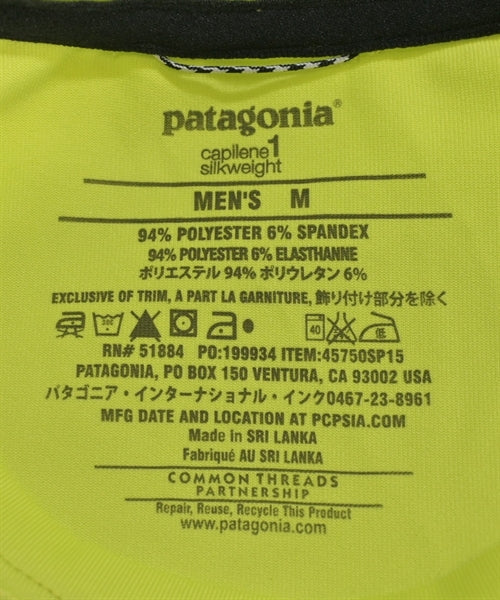 patagonia®
capilene 1
silkweight
MEN'S M
94% POLYESTER 6% SPANDEX
94% POLYESTER 6% ELASTHANNE
ポリエステル 94% ポリウレタン 6%
EXCLUSIVE OF TRIM, A PART LA GARNITURE, 飾り付け部分を除く
40 低
RN# 51884 PO:199934 ITEM:45750SP15
PATAGONIA, PO BOX 150 VENTURA, CA 93002 USA
パタゴニア・インターナショナル・インク0467-23-8961
MFG DATE AND LOCATION AT PCPSIA.COM
Made in SRI LANKA
Fabriqué AU SRI LANKA
COMMON THREADS
PARTNERSHIP
Repair, Reuse, Recycle This Product
www.patagonia.com